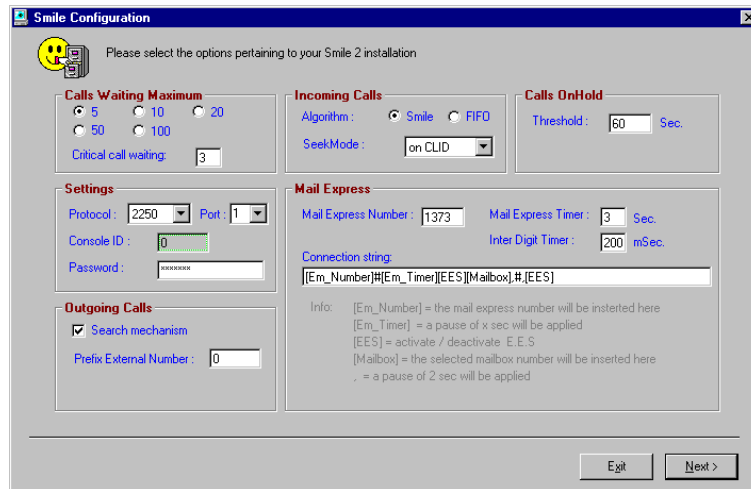 Smile Configuration
Please select the options pertaining to your Smile 2 installation
Calls Waiting Maximum
5 10 20
50 100
Critical call waiting: 3
Incoming Calls
Algorithm : Smile FIFO
SeekMode : on CLID
Calls OnHold
Threshold : 60 Sec.
Settings
Protocol : 2250 Port : 1
Console ID : 0
Password : xxxxxxx
Mail Express
Mail Express Number : 1373 Mail Express Timer : 3 Sec.
Inter Digit Timer : 200 mSec.
Connection string:
[Em_Number]#[Em_Timer][EES][Mailbox],#,[EES]
Info: [Em_Number] = the mail express number will be insterted here
[Em_Timer] = a pause of x sec will be applied
[EES] = activate / deactivate E.E.S
[Mailbox] = the selected mailbox number will be inserted here
, = a pause of 2 sec will be applied
Outgoing Calls
Search mechanism
Prefix External Number : 0
Exit Next >